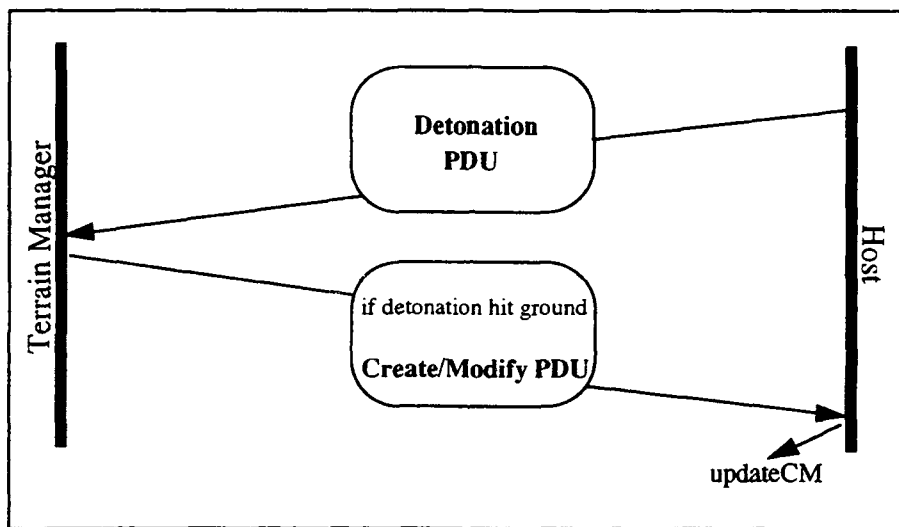 Terrain Manager
Detonation
PDU
Host
if detonation hit ground
Create/Modify PDU
updateCM